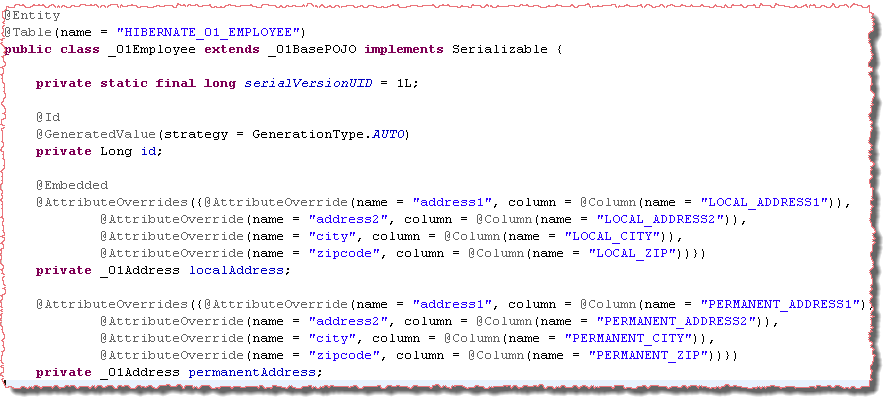 @Entity
@Table(name = "HIBERNATE_01_EMPLOYEE")
public class _01Employee extends _01BasePOJO implements Serializable {
private static final long serialVersionUID = 1L;
@Id
@GeneratedValue(strategy = GenerationType.AUTO)
private Long id;
@Embedded
@AttributeOverrides({@AttributeOverride(name = "address1", column = @Column(name = "LOCAL_ADDRESS1")),
@AttributeOverride(name = "address2", column = @Column(name = "LOCAL_ADDRESS2")),
@AttributeOverride(name = "city", column = @Column(name = "LOCAL_CITY")),
@AttributeOverride(name = "zipcode", column = @Column(name = "LOCAL_ZIP"))})
private _01Address localAddress;
@AttributeOverrides({@AttributeOverride(name = "address1", column = @Column(name = "PERMANENT_ADDRESS1")
@AttributeOverride(name = "address2", column = @Column(name = "PERMANENT_ADDRESS2")),
@AttributeOverride(name = "city", column = @Column(name = "PERMANENT_CITY")),
@AttributeOverride(name = "zipcode", column = @Column(name = "PERMANENT_ZIP"))})
private _01Address permanentAddress;